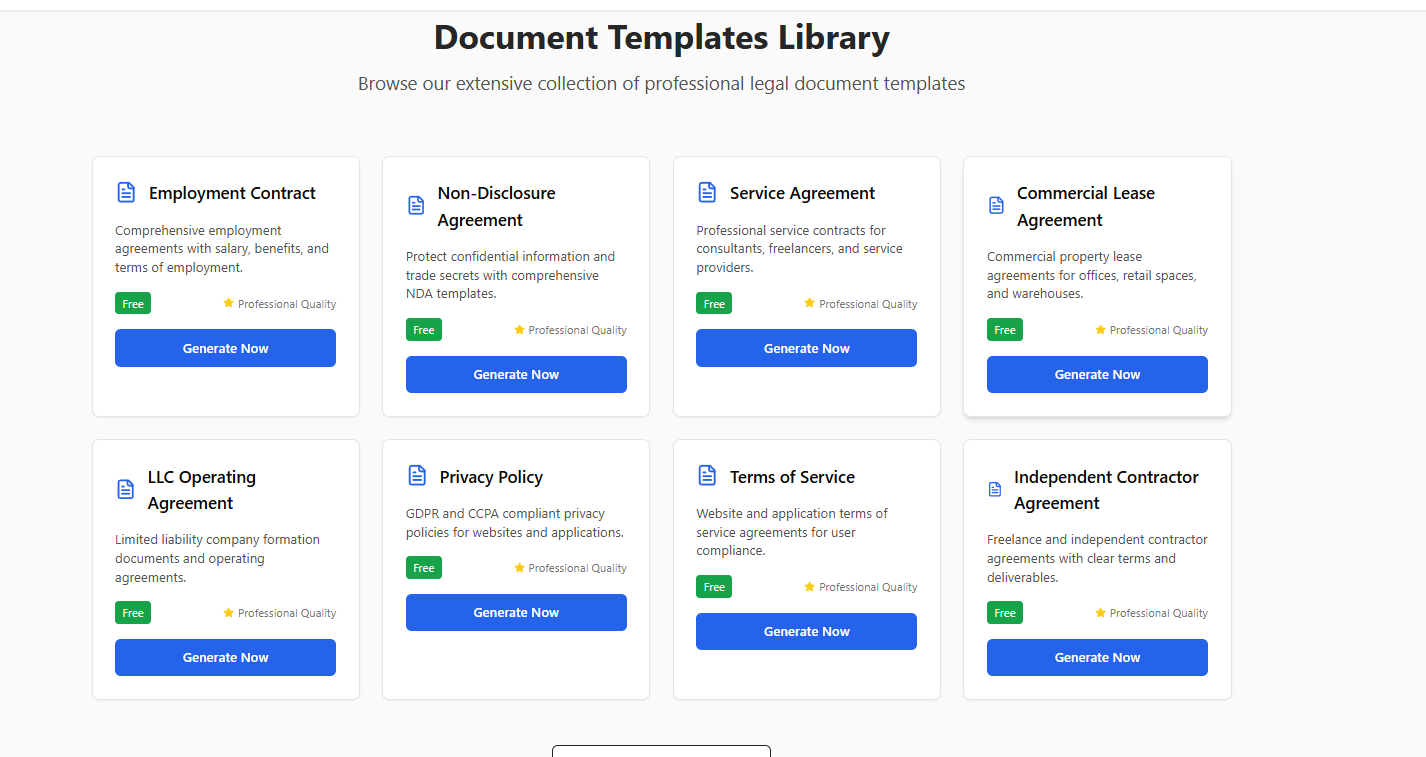 Document Templates Library
Browse our extensive collection of professional legal document templates
Employment Contract
Comprehensive employment
agreements with salary, benefits, and
terms of employment.
Free
Professional Quality
Generate Now
Non-Disclosure
Agreement
Protect confidential information and
trade secrets with comprehensive
NDA templates.
Free
Professional Quality
Generate Now
Service Agreement
Professional service contracts for
consultants, freelancers, and service
providers.
Free
Professional Quality
Generate Now
Commercial Lease
Agreement
Commercial property lease
agreements for offices, retail spaces,
and warehouses.
Free
Professional Quality
Generate Now
LLC Operating
Agreement
Limited liability company formation
documents and operating
agreements.
Free
Professional Quality
Generate Now
Privacy Policy
GDPR and CCPA compliant privacy
policies for websites and applications.
Free
Professional Quality
Generate Now
Terms of Service
Website and application terms of
service agreements for user
compliance.
Free
Professional Quality
Generate Now
Independent Contractor
Agreement
Freelance and independent contractor
agreements with clear terms and
deliverables.
Free
Professional Quality
Generate Now